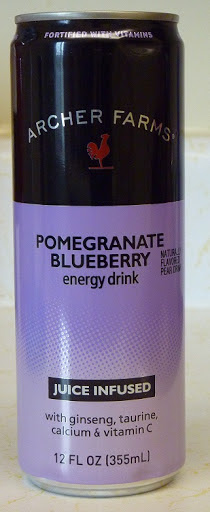 FORTIFIED WITH VITAMINS
ARCHER FARMS®
POMEGRANATE
BLUEBERRY
energy drink
JUICE INFUSED
with ginseng, taurine,
calcium & vitamin C
12 FL OZ (355mL)